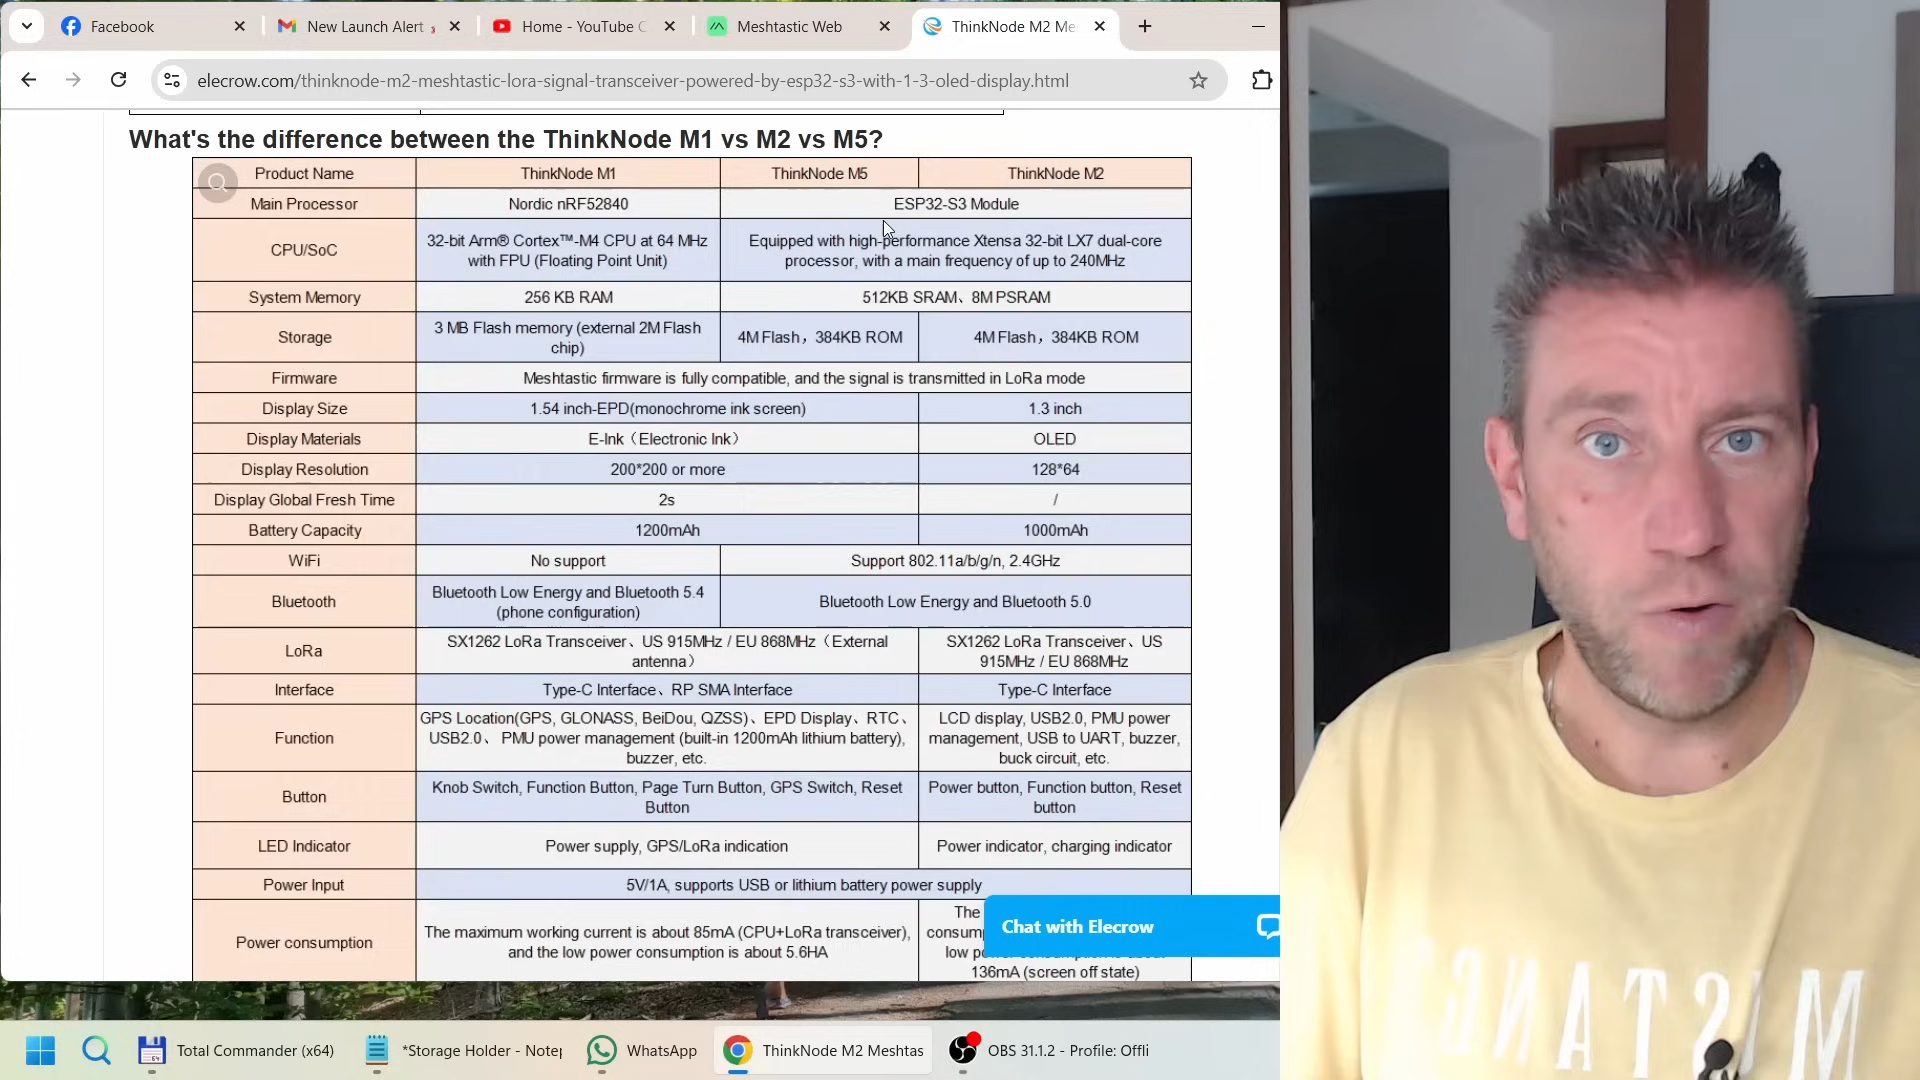 Facebook
New Launch Alert
Home - YouTube
Meshtastic Web
ThinkNode M2 Me
elecrow.com/thinknode-m2-meshtastic-lora-signal-transceiver-powered-by-esp32-s3-with-1-3-oled-display.html
What's the difference between the ThinkNode M1 vs M2 vs M5?
Product Name ThinkNode M1 ThinkNode M5 ThinkNode M2
Main Processor Nordic nRF52840 ESP32-S3 Module
CPU/SoC
32-bit Arm® Cortex™-M4 CPU at 64 MHz
with FPU (Floating Point Unit)
Equipped with high-performance Xtensa 32-bit LX7 dual-core
processor, with a main frequency of up to 240MHz
System Memory 256 KB RAM 512KB SRAM、8M PSRAM
Storage
3 MB Flash memory (external 2M Flash
chip)
4M Flash，384KB ROM
4M Flash，384KB ROM
Firmware Meshtastic firmware is fully compatible, and the signal is transmitted in LoRa mode
Display Size 1.54 inch-EPD(monochrome ink screen) 1.3 inch
Display Materials E-Ink（Electronic Ink） OLED
Display Resolution 200*200 or more 128*64
Display Global Fresh Time 2s /
Battery Capacity 1200mAh 1000mAh
WiFi No support Support 802.11a/b/g/n, 2.4GHz
Bluetooth
Bluetooth Low Energy and Bluetooth 5.4
(phone configuration)
Bluetooth Low Energy and Bluetooth 5.0
LoRa
SX1262 LoRa Transceiver、US 915MHz / EU 868MHz（External
antenna）
SX1262 LoRa Transceiver、US
915MHz / EU 868MHz
Interface Type-C Interface、RP SMA Interface Type-C Interface
Function
GPS Location(GPS, GLONASS, BeiDou, QZSS)、EPD Display、RTC、
USB2.0、 PMU power management (built-in 1200mAh lithium battery),
buzzer, etc.
LCD display, USB2.0, PMU power
management, USB to UART, buzzer,
buck circuit, etc.
Button
Knob Switch, Function Button, Page Turn Button, GPS Switch, Reset
Button
Power button, Function button, Reset
button
LED Indicator Power supply, GPS/LoRa indication Power indicator, charging indicator
Power Input 5V/1A, supports USB or lithium battery power supply
Power consumption
The maximum working current is about 85mA (CPU+LoRa transceiver),
and the low power consumption is about 5.6HA
The
low
136mA (screen off state)
Chat with Elecrow
Total Commander (x64)
*Storage Holder - Notep
WhatsApp
ThinkNode M2 Meshtas
OBS 31.1.2 - Profile: Offli